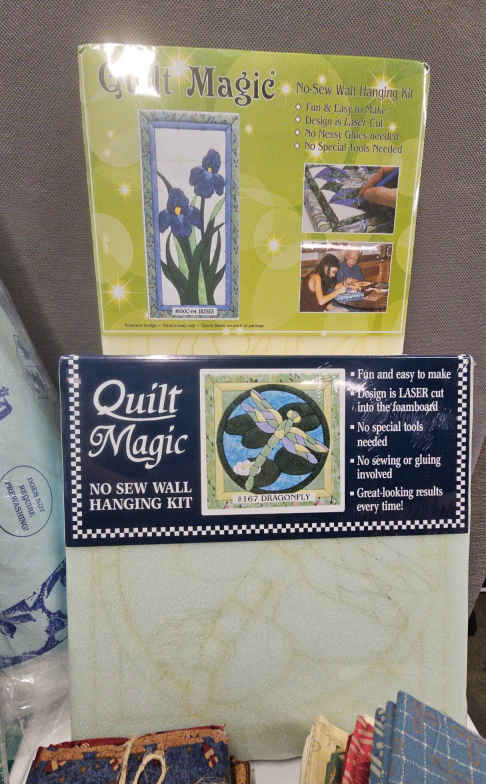 Quilt Magic
No-Sew Wall Hanging Kit
Fun & Easy to Make
Design is Laser Cut
No Messy Glues needed
No Special Tools Needed
IRISES
Quilt
Magic
NO SEW WALL
HANGING KIT
#167 DRAGONFLY
Fun and easy to make
Design is LASER cut
into the foamboard
No special tools
needed
No sewing or gluing
involved
Great-looking results
every time!
PREWASHING!